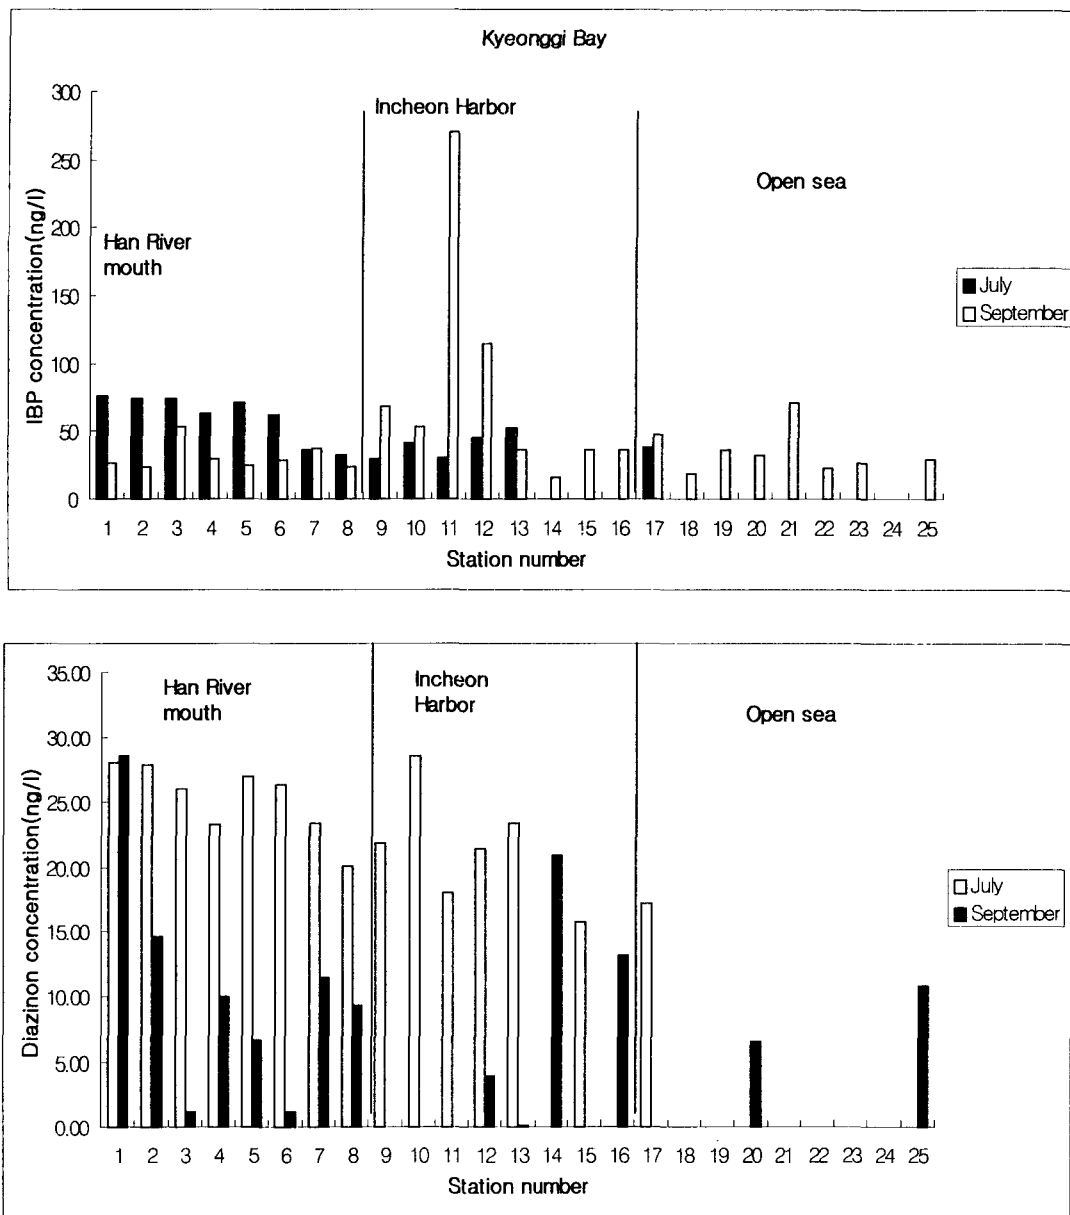 Kyeonggi Bay
IBP concentration(ng/l)
300
250
200
150
100
50
0
Han River
mouth
Incheon Harbor
Open sea
July
September
1 2 3 4 5 6 7 8 9 10 11 12 13 14 15 16 17 18 19 20 21 22 23 24 25
Station number
Diazinon concentration(ng/l)
35.00
30.00
25.00
20.00
15.00
10.00
5.00
0.00
Han River
mouth
Incheon
Harbor
Open sea
July
September
1 2 3 4 5 6 7 8 9 10 11 12 13 14 15 16 17 18 19 20 21 22 23 24 25
Station number